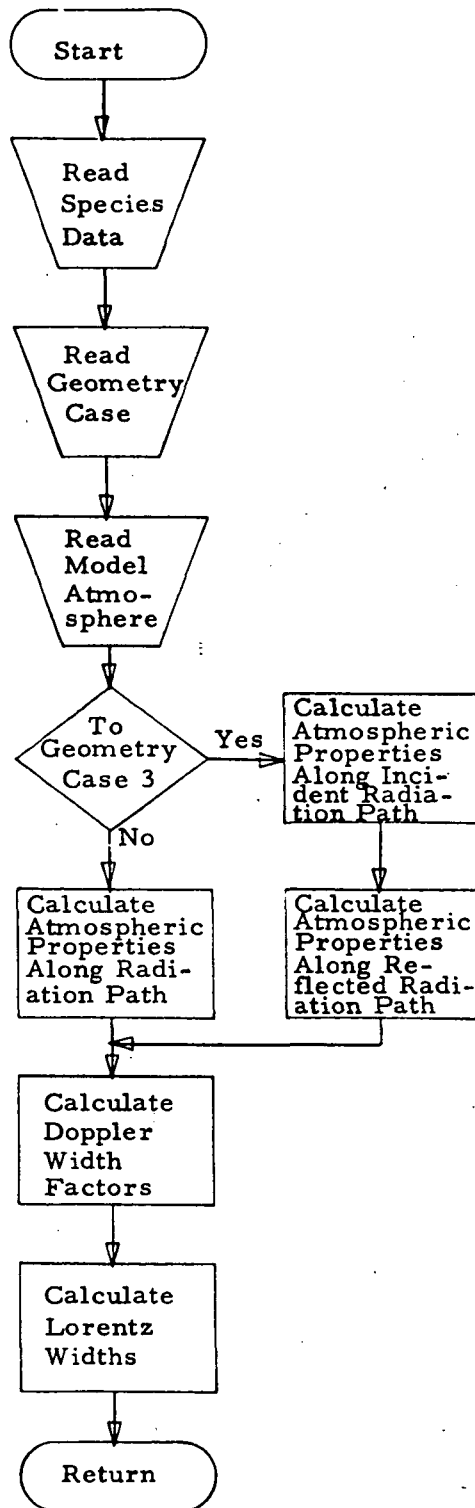 Start
Read
Species
Data
Read
Geometry
Case
Read
Model
Atmo-
sphere
To
Geometry
Case 3
Yes
No
Calculate
Atmospheric
Properties
Along Inci-
dent Radia-
tion Path
Calculate
Atmospheric
Properties
Along Radi-
ation Path
Calculate
Atmospheric
Properties
Along Re-
flected Radi-
ation Path
Calculate
Doppler
Width
Factors
Calculate
Lorentz
Widths
Return